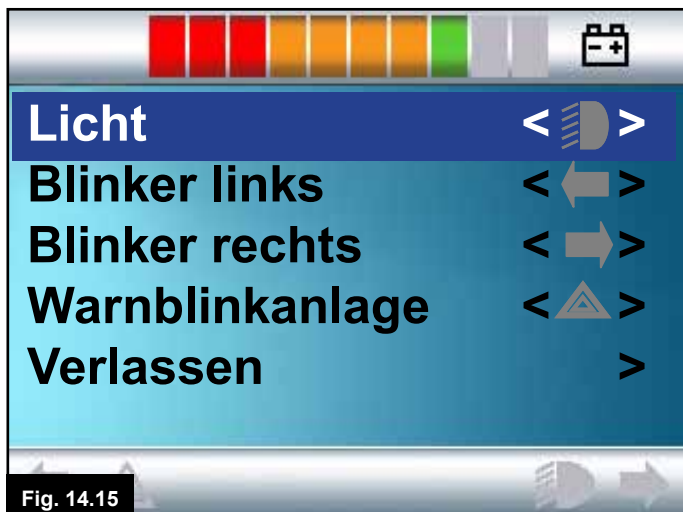 Licht < >
Blinker links < >
Blinker rechts < >
Warnblinkanlage < >
Verlassen >
Fig. 14.15